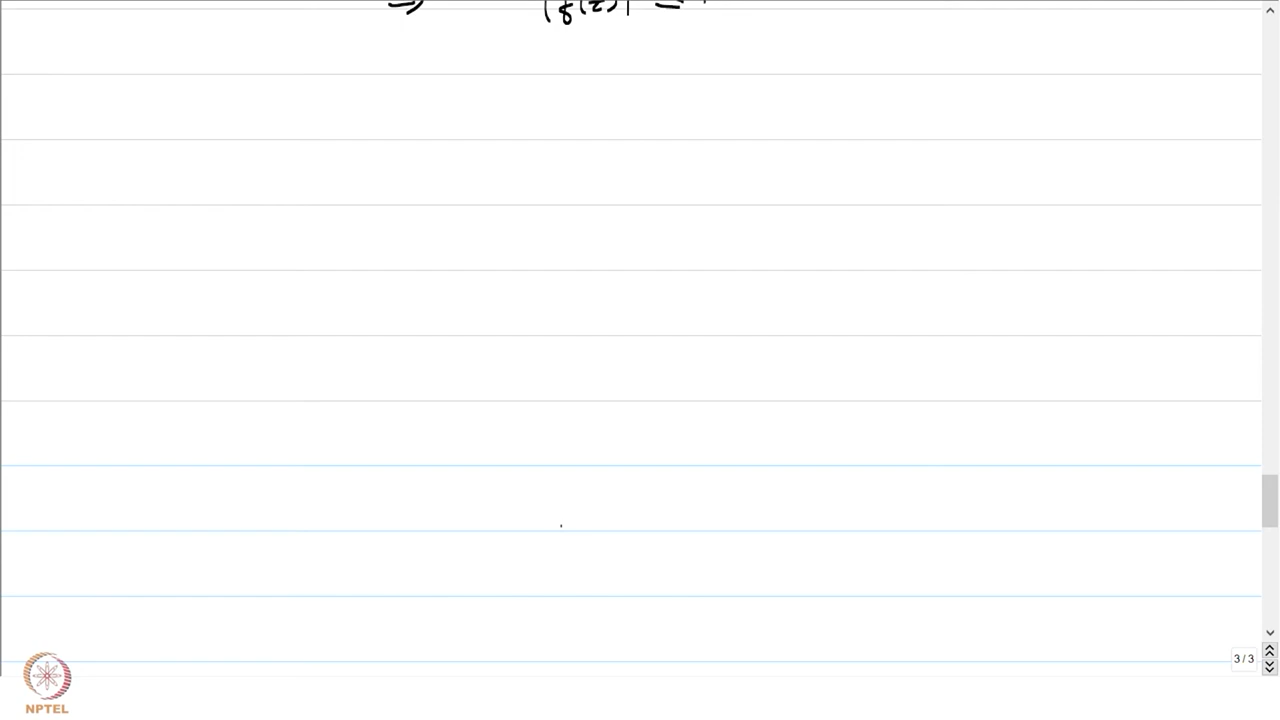 ⇒ |f(z)|
3 / 3
NPTEL